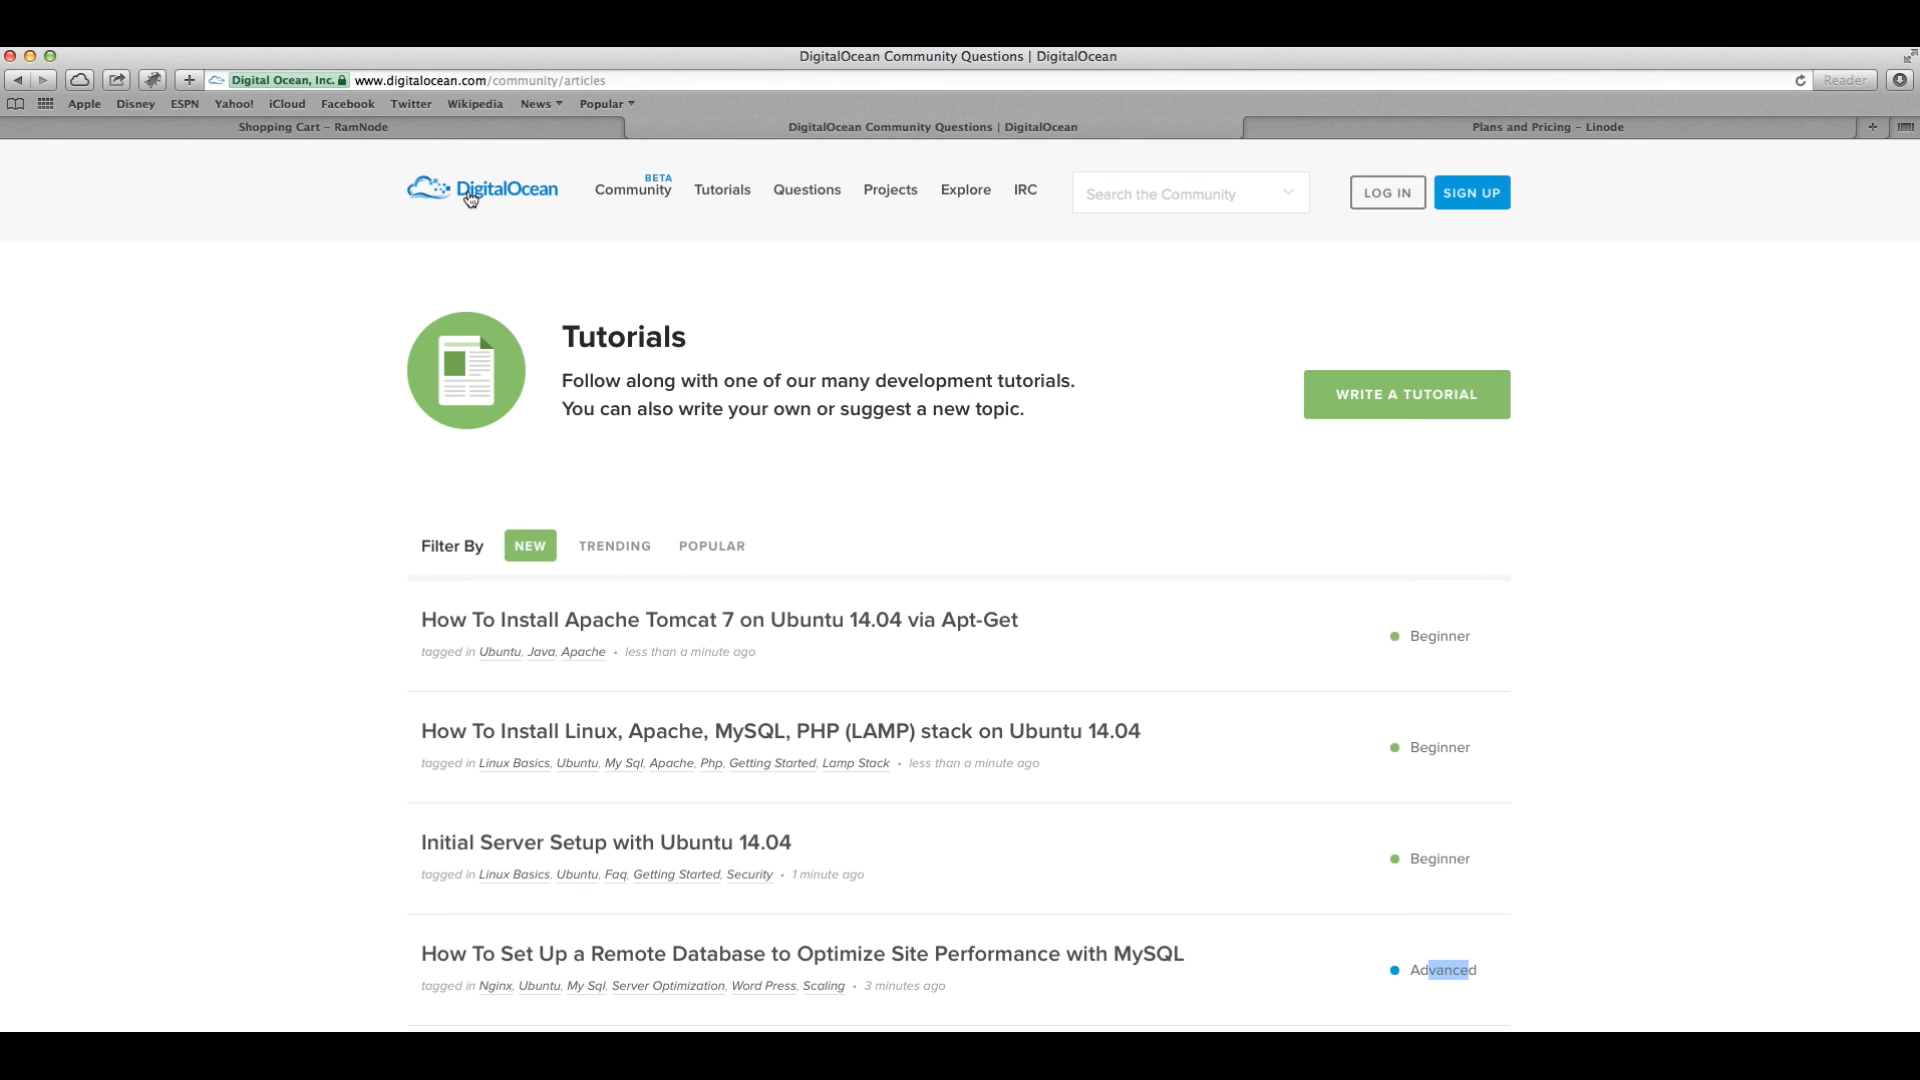 DigitalOcean Community Questions | DigitalOcean
Digital Ocean, Inc. www.digitalocean.com/community/articles
Reader
Apple Disney ESPN Yahoo! iCloud Facebook Twitter Wikipedia News Popular
Shopping Cart – RamNode
DigitalOcean Community Questions | DigitalOcean
Plans and Pricing – Linode
DigitalOcean
BETA
Community Tutorials Questions Projects Explore IRC
Search the Community
LOG IN
SIGN UP
Tutorials
Follow along with one of our many development tutorials.
You can also write your own or suggest a new topic.
WRITE A TUTORIAL
Filter By NEW TRENDING POPULAR
How To Install Apache Tomcat 7 on Ubuntu 14.04 via Apt-Get
tagged in Ubuntu, Java, Apache • less than a minute ago
Beginner
How To Install Linux, Apache, MySQL, PHP (LAMP) stack on Ubuntu 14.04
tagged in Linux Basics, Ubuntu, My Sql, Apache, Php, Getting Started, Lamp Stack • less than a minute ago
Beginner
Initial Server Setup with Ubuntu 14.04
tagged in Linux Basics, Ubuntu, Faq, Getting Started, Security • 1 minute ago
Beginner
How To Set Up a Remote Database to Optimize Site Performance with MySQL
tagged in Nginx, Ubuntu, My Sql, Server Optimization, Word Press, Scaling • 3 minutes ago
Advanced